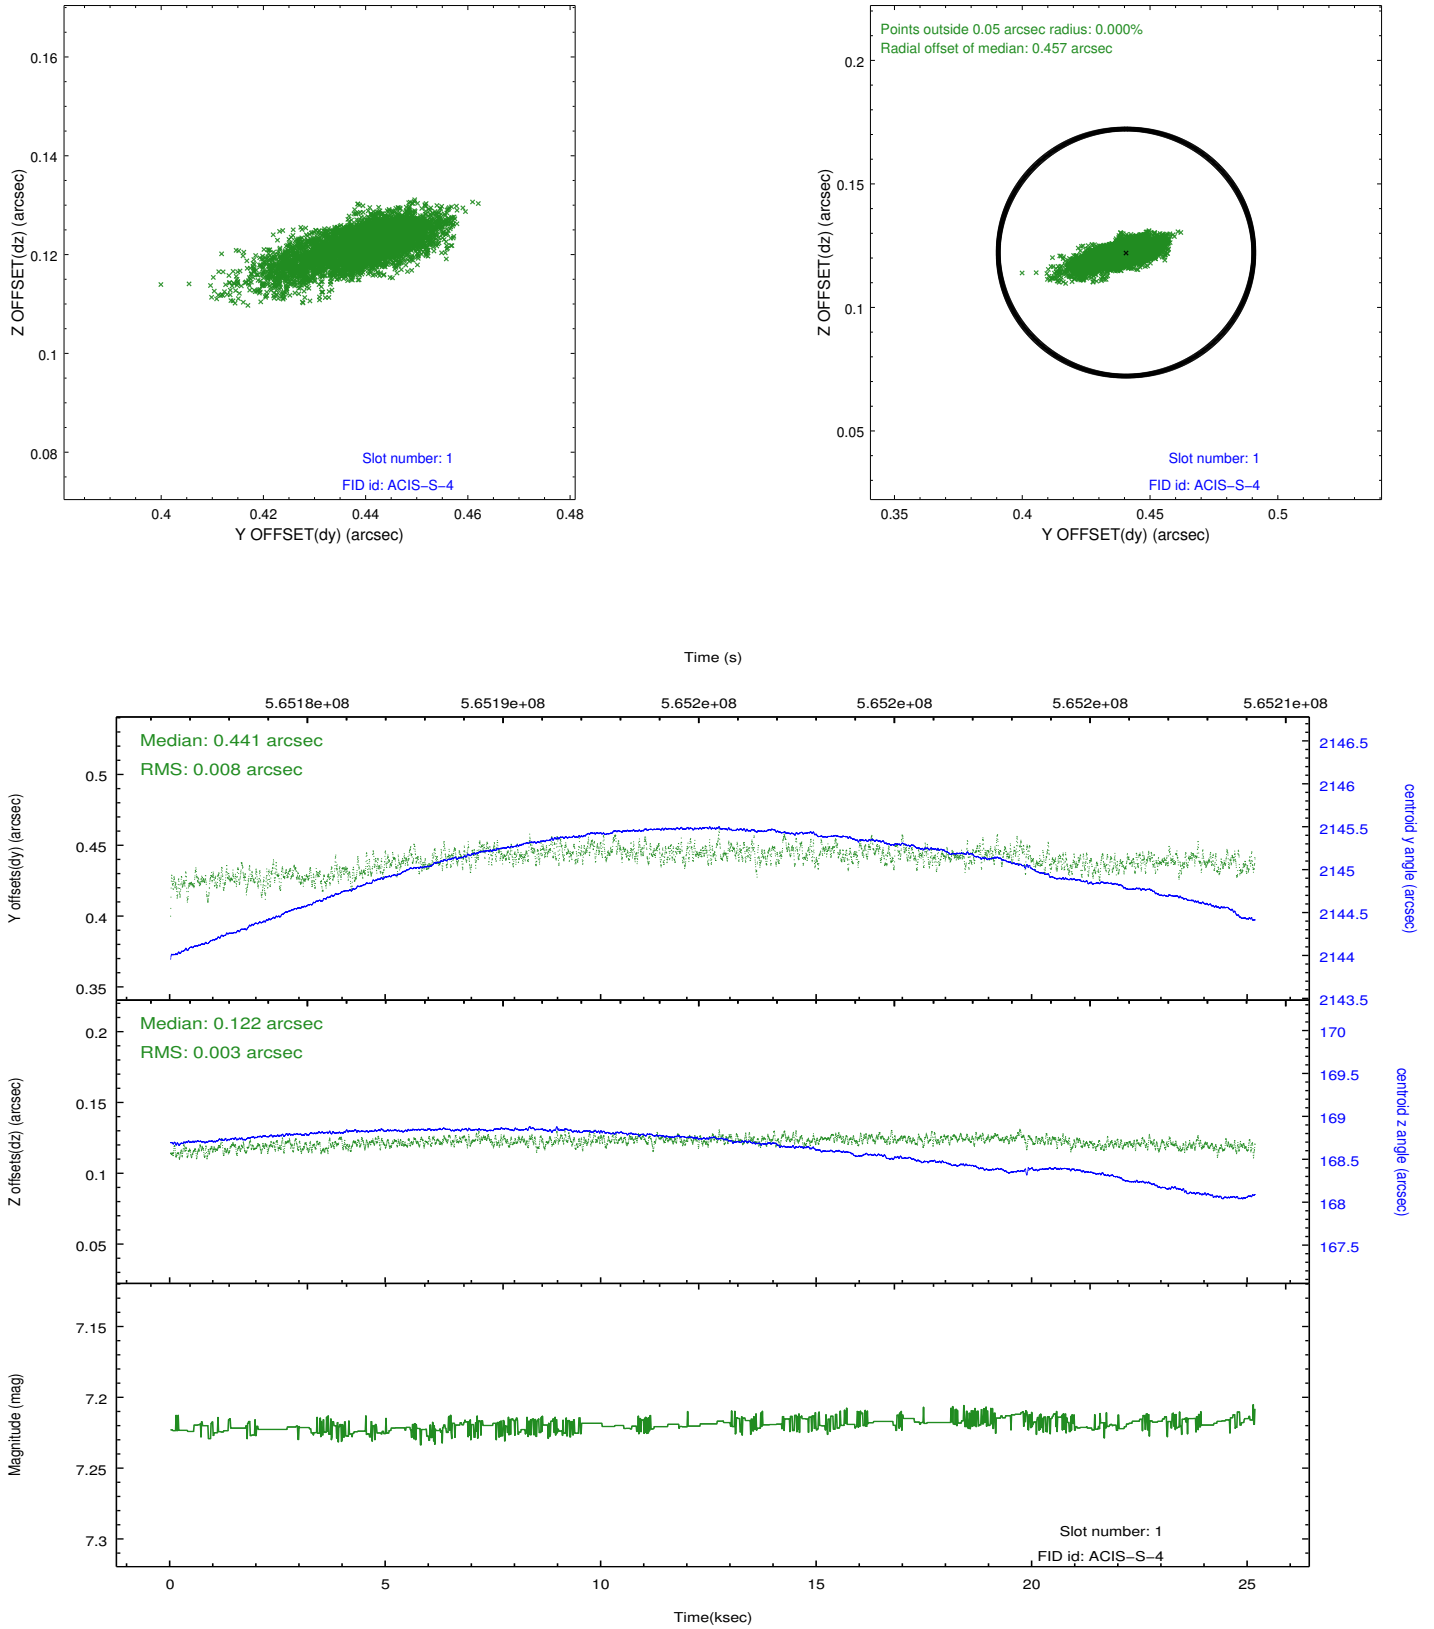 0.16
0.14
0.12
0.1
0.08
Z OFFSET(dz) (arcsec)
Slot number: 1
FID id: ACIS−S−4
0.4 0.42 0.44 0.46 0.48
Y OFFSET(dy) (arcsec)
Points outside 0.05 arcsec radius: 0.000%
Radial offset of median: 0.457 arcsec
0.2
0.15
0.1
0.05
Z OFFSET(dz) (arcsec)
Slot number: 1
FID id: ACIS−S−4
0.35 0.4 0.45 0.5
Y OFFSET(dy) (arcsec)
Time (s)
5.6518e+08 5.6519e+08 5.652e+08 5.652e+08 5.652e+08 5.6521e+08
Median: 0.441 arcsec
RMS: 0.008 arcsec
0.5
0.45
0.4
0.35
Y offsets(dy) (arcsec)
2146.5
2146
2145.5
2145
2144.5
2144
2143.5
centroid y angle (arcsec)
Median: 0.122 arcsec
RMS: 0.003 arcsec
0.2
0.15
0.1
0.05
Z offsets(dz) (arcsec)
170
169.5
169
168.5
168
167.5
centroid z angle (arcsec)
7.15
7.2
7.25
7.3
Magnitude (mag)
Slot number: 1
FID id: ACIS−S−4
0 5 10 15 20 25
Time(ksec)